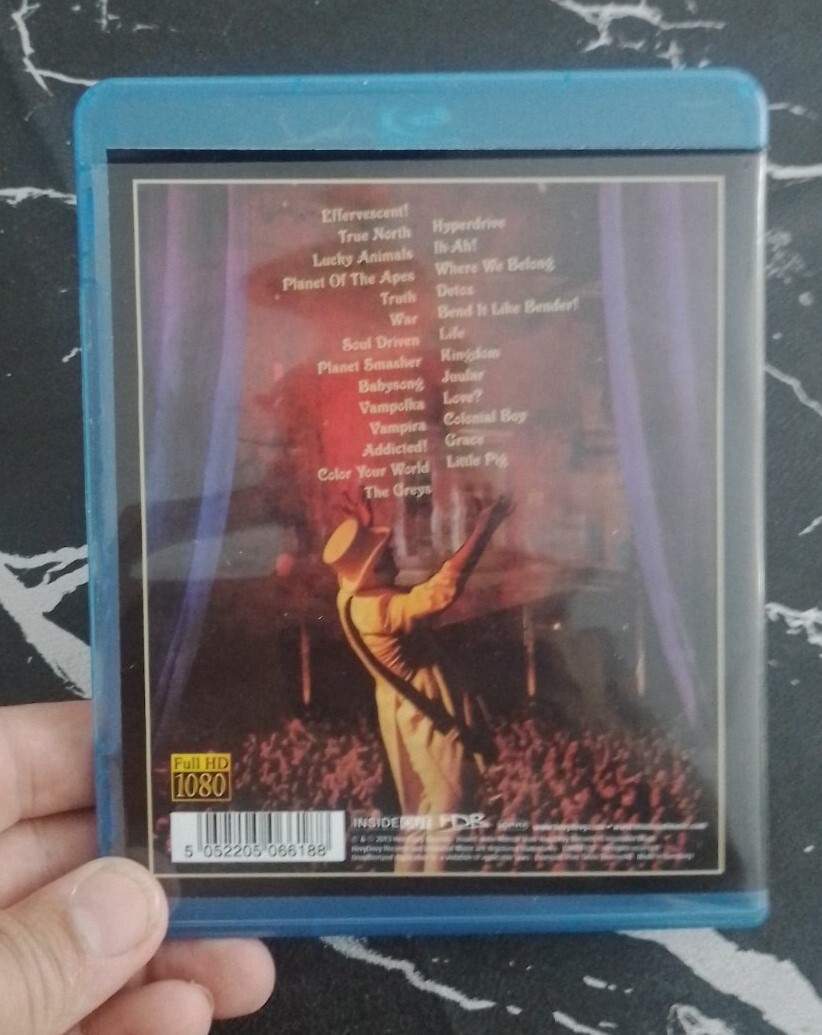 Effervescent!
True North
Lucky Animals
Planet Of The Apes
Truth
War
Soul Driven
Planet Smasher
Babysong
Vampolka
Vampira
Addicted!
Color Your World
The Greys
Hyperdrive
Ih-Ah!
Where We Belong
Detox
Bend It Like Bender!
Life
Kingdom
Juular
Love?
Colonial Boy
Grace
Little Pig
Full HD
1080
5 052205 066188
INSIDEOUT HDR